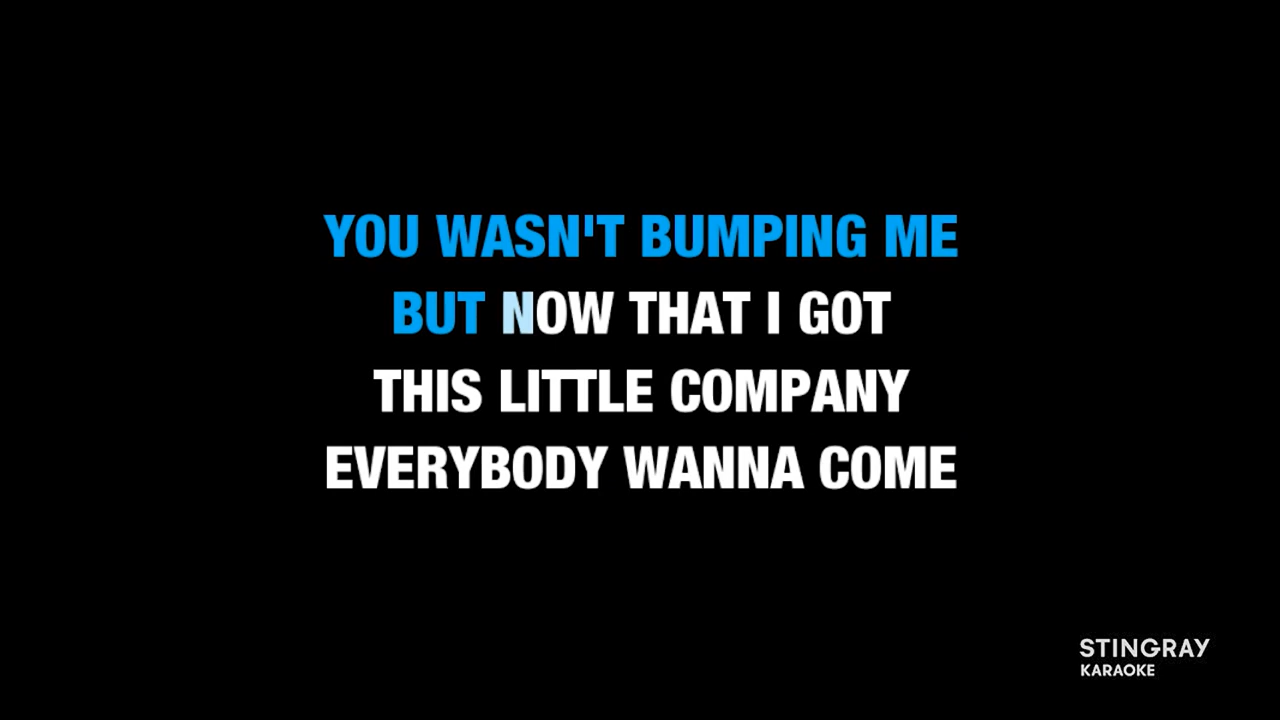 YOU WASN'T BUMPING ME
BUT NOW THAT I GOT
THIS LITTLE COMPANY
EVERYBODY WANNA COME
STINGRAY
KARAOKE